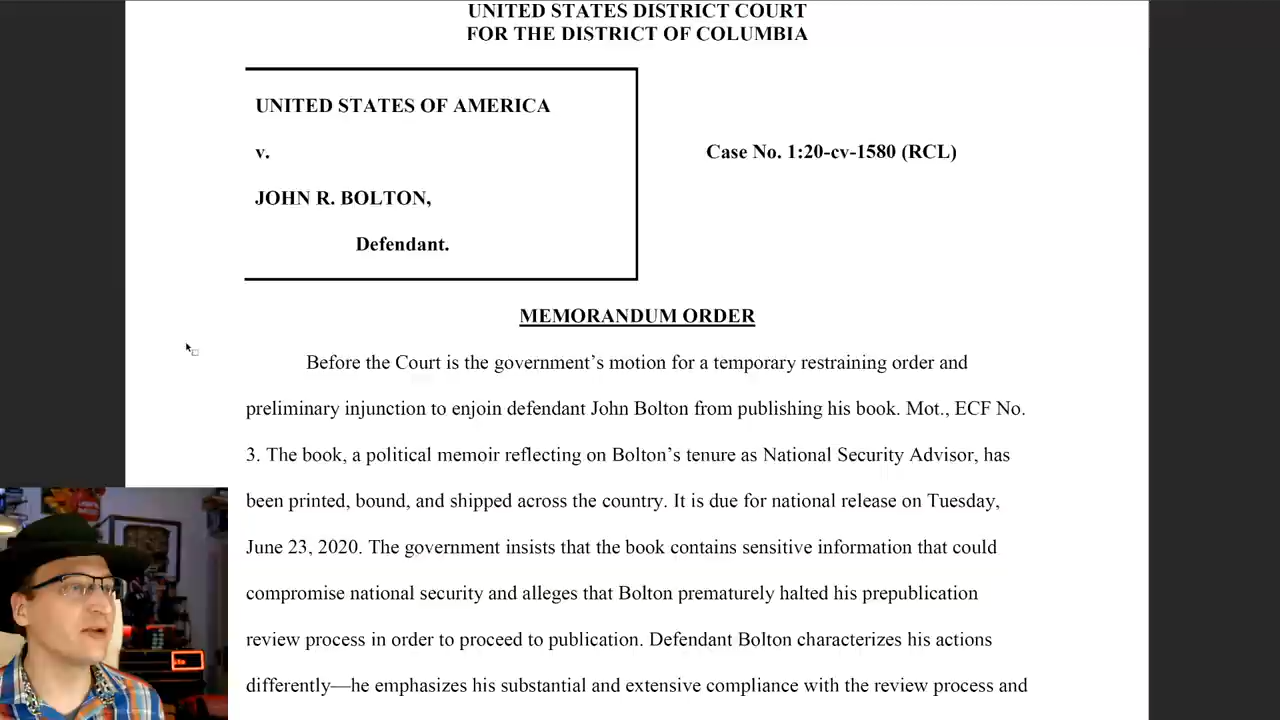 UNITED STATES DISTRICT COURT
FOR THE DISTRICT OF COLUMBIA
UNITED STATES OF AMERICA
v.
JOHN R. BOLTON,
Defendant.
Case No. 1:20-cv-1580 (RCL)
MEMORANDUM ORDER
Before the Court is the government’s motion for a temporary restraining order and
preliminary injunction to enjoin defendant John Bolton from publishing his book. Mot., ECF No.
3. The book, a political memoir reflecting on Bolton’s tenure as National Security Advisor, has
been printed, bound, and shipped across the country. It is due for national release on Tuesday,
June 23, 2020. The government insists that the book contains sensitive information that could
compromise national security and alleges that Bolton prematurely halted his prepublication
review process in order to proceed to publication. Defendant Bolton characterizes his actions
differently—he emphasizes his substantial and extensive compliance with the review process and